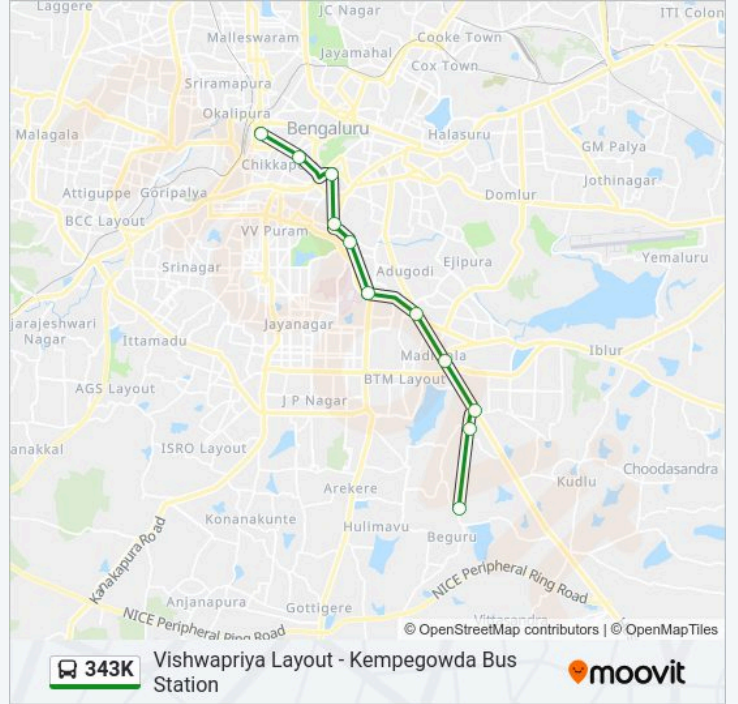 Laggere
JC Nagar
ITI Colon
Malleswaram
Cooke Town
Jayamahal
Cox Town
Sriramapura
Okalipura
Bengaluru
Malagala
Halasuru
GM Palya
Chikkap
Jothinagar
Attiguppe
Goripalya
Domlur
BCC Layout
VV Puram
Yemaluru
Srinagar
Adugodi
Ejipura
jarajeshwari
Nagar
Jayanagar
Ittamadu
Iblur
BTM Layout
AGS Layout
J P Nagar
anakkal
ISRO Layout
Choodasandra
Arekere
Kudlu
Konanakunte
Hulimavu
Beguru
Kanakapura Road
NICE Peripheral Ring Road
Anjanapura
Gottigere
NICE Peripheral Ring Road
© OpenStreetMap contributors | © OpenMapTiles
343K
Vishwapriya Layout - Kempegowda Bus
Station
moovit